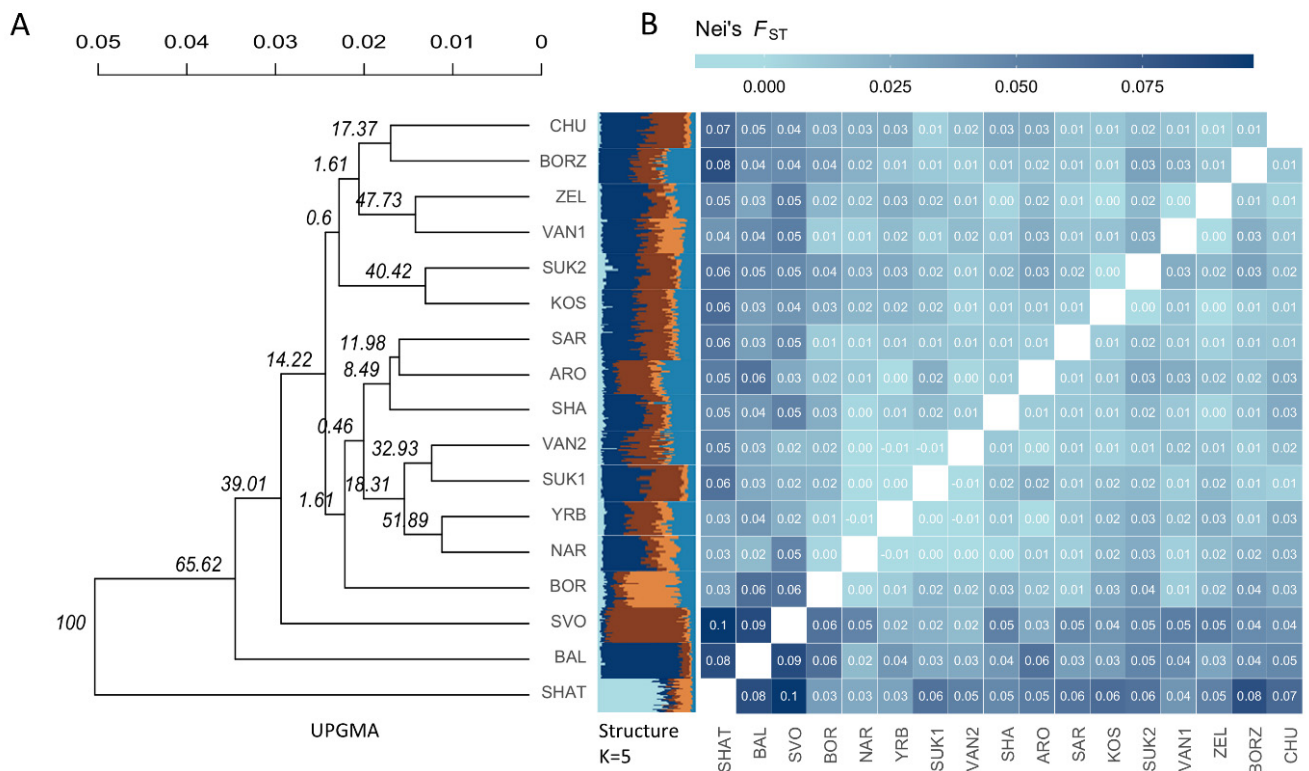 A
0.05 0.04 0.03 0.02 0.01 0
B
Nei's F_ST
0.000 0.025 0.050 0.075
CHU 0.07 0.05 0.04 0.03 0.03 0.03 0.01 0.02 0.03 0.03 0.01 0.01 0.02 0.01 0.01 0.01
17.37
BORZ 0.08 0.04 0.04 0.04 0.02 0.01 0.01 0.01 0.01 0.02 0.01 0.01 0.03 0.03 0.01 0.01
1.61
ZEL 0.05 0.03 0.05 0.02 0.02 0.03 0.02 0.02 0.00 0.02 0.01 0.00 0.02 0.00 0.01 0.01
47.73
0.6
VAN1 0.04 0.04 0.05 0.01 0.01 0.02 0.01 0.02 0.01 0.03 0.01 0.01 0.03 0.00 0.03 0.01
SUK2 0.06 0.05 0.05 0.04 0.03 0.03 0.02 0.01 0.02 0.03 0.02 0.00 0.03 0.02 0.03 0.02
40.42
KOS 0.06 0.03 0.04 0.03 0.02 0.02 0.01 0.01 0.01 0.01 0.01 0.00 0.01 0.00 0.01 0.01
SAR 0.06 0.03 0.05 0.01 0.01 0.01 0.01 0.01 0.01 0.01 0.01 0.02 0.01 0.01 0.01 0.01
11.98
14.22
8.49
ARO 0.05 0.06 0.03 0.02 0.01 0.00 0.02 0.00 0.01 0.01 0.01 0.03 0.03 0.02 0.02 0.03
SHA 0.05 0.04 0.05 0.03 0.00 0.01 0.02 0.01 0.01 0.01 0.01 0.02 0.01 0.00 0.01 0.03
0.46
VAN2 0.05 0.03 0.02 0.02 0.00 -0.01 -0.01 0.01 0.00 0.01 0.01 0.01 0.02 0.02 0.01 0.02
32.93
SUK1 0.06 0.03 0.02 0.02 0.00 0.00 -0.01 0.02 0.02 0.01 0.01 0.02 0.01 0.02 0.01 0.01
39.01
18.31
1.61
YRB 0.03 0.04 0.02 0.01 -0.01 0.00 -0.01 0.01 0.00 0.01 0.02 0.03 0.02 0.03 0.01 0.03
51.89
NAR 0.03 0.02 0.05 0.00 -0.01 0.00 0.00 0.00 0.01 0.01 0.02 0.03 0.01 0.02 0.02 0.03
65.62
BOR 0.03 0.06 0.06 0.00 0.01 0.02 0.02 0.03 0.02 0.01 0.03 0.04 0.01 0.02 0.04 0.03
SVO 0.1 0.09 0.06 0.05 0.02 0.02 0.02 0.05 0.03 0.05 0.04 0.05 0.05 0.05 0.04 0.04
100
BAL 0.08 0.09 0.06 0.02 0.04 0.03 0.03 0.04 0.06 0.03 0.03 0.05 0.04 0.03 0.04 0.05
SHAT 0.08 0.1 0.03 0.03 0.03 0.06 0.05 0.05 0.05 0.06 0.06 0.06 0.04 0.05 0.08 0.07
UPGMA
Structure
K=5
SHAT BAL SVO BOR NAR YRB SUK1 VAN2 SHA ARO SAR KOS SUK2 VAN1 ZEL BORZ CHU